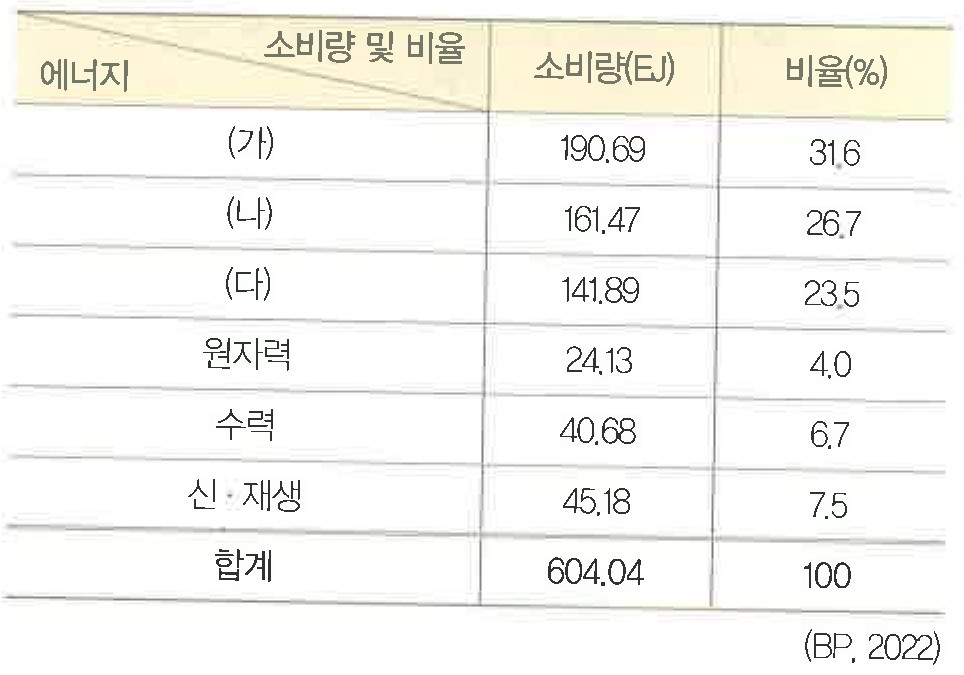 소비량 및 비율
에너지 소비량(EJ) 비율(%)
(가) 190.69 31.6
(나) 161.47 26.7
(다) 141.89 23.5
원자력 24.13 4.0
수력 40.68 6.7
신·재생 45.18 7.5
합계 604.04 100
(BP, 2022)